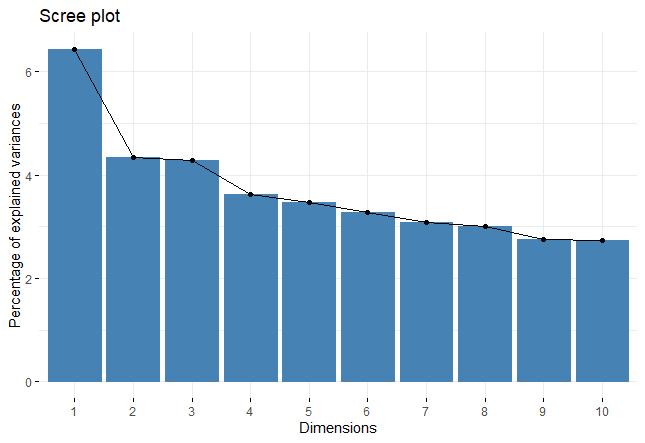 Scree plot
Percentage of explained variances
6
4
2
0
1 2 3 4 5 6 7 8 9 10
Dimensions